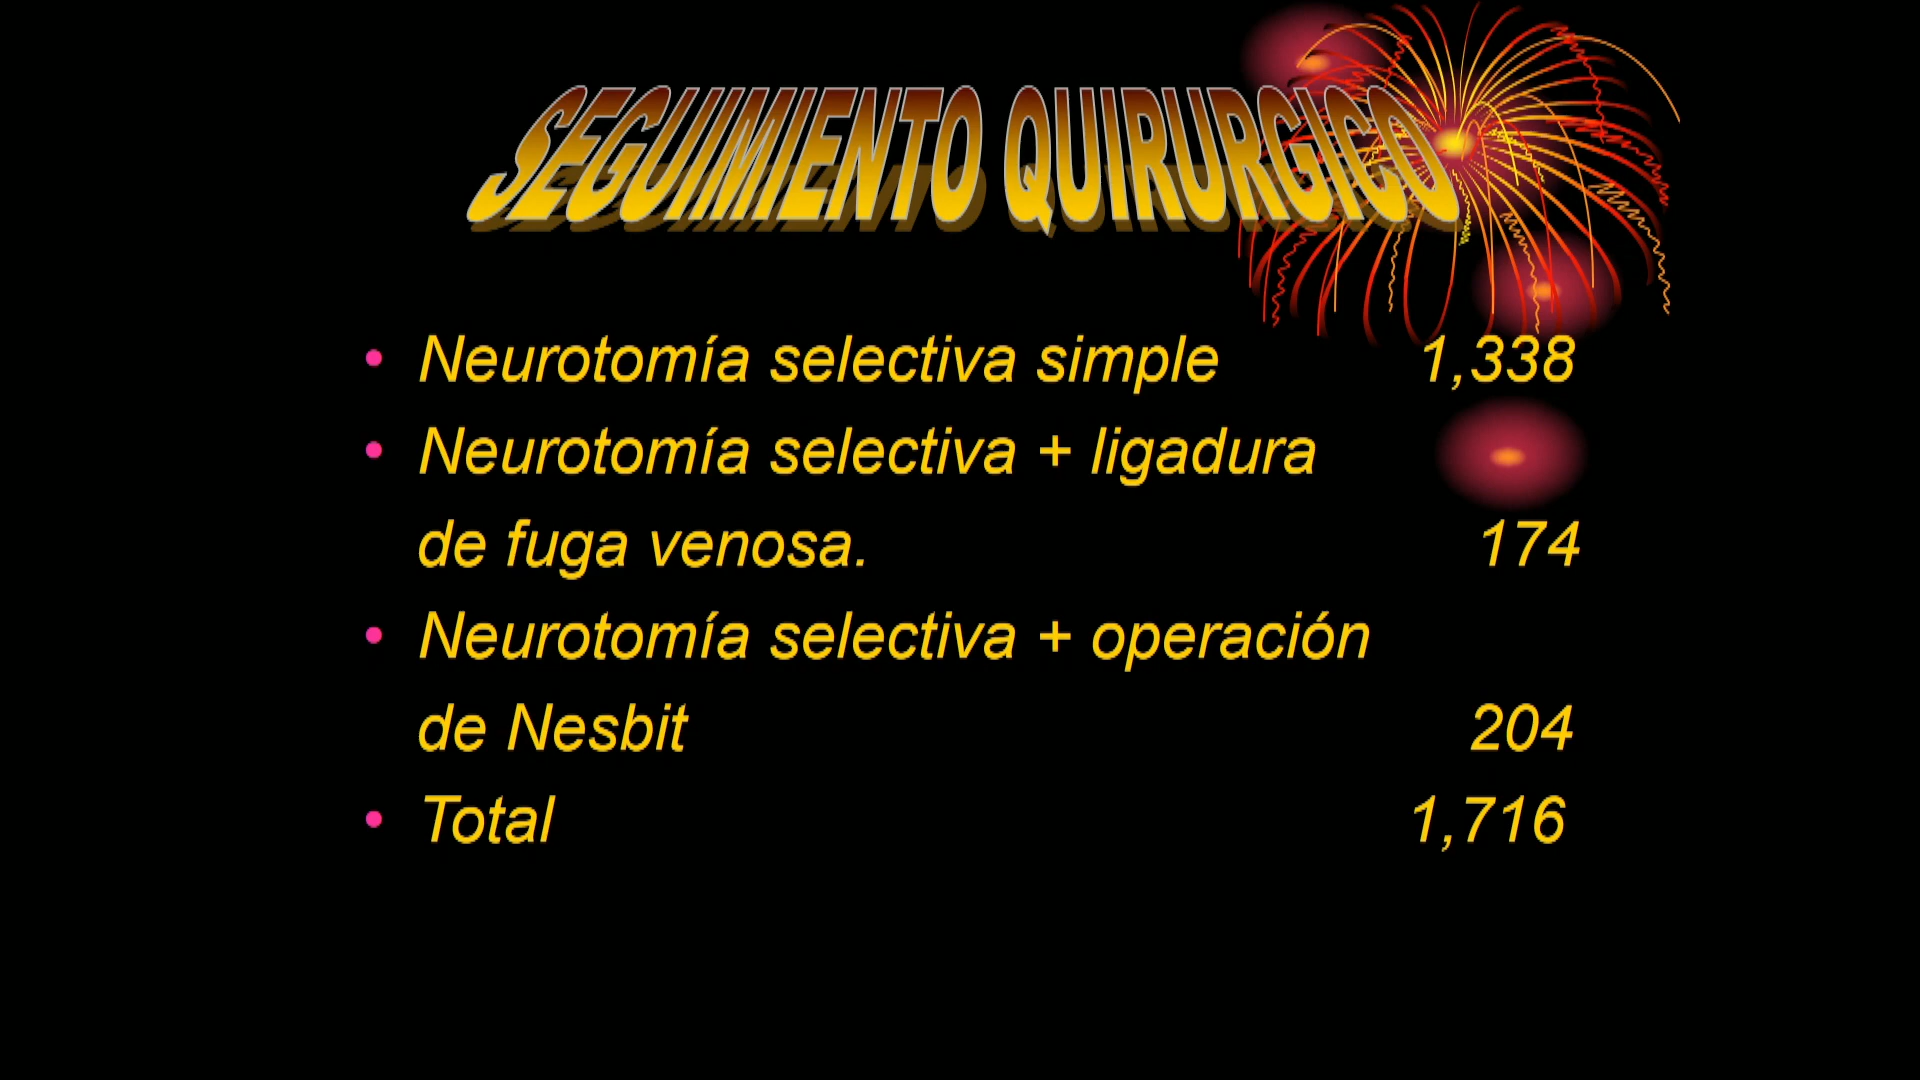 SEGUIMIENTO QUIRURGICO
• Neurotomía selectiva simple 1,338
• Neurotomía selectiva + ligadura
de fuga venosa. 174
• Neurotomía selectiva + operación
de Nesbit 204
• Total 1,716